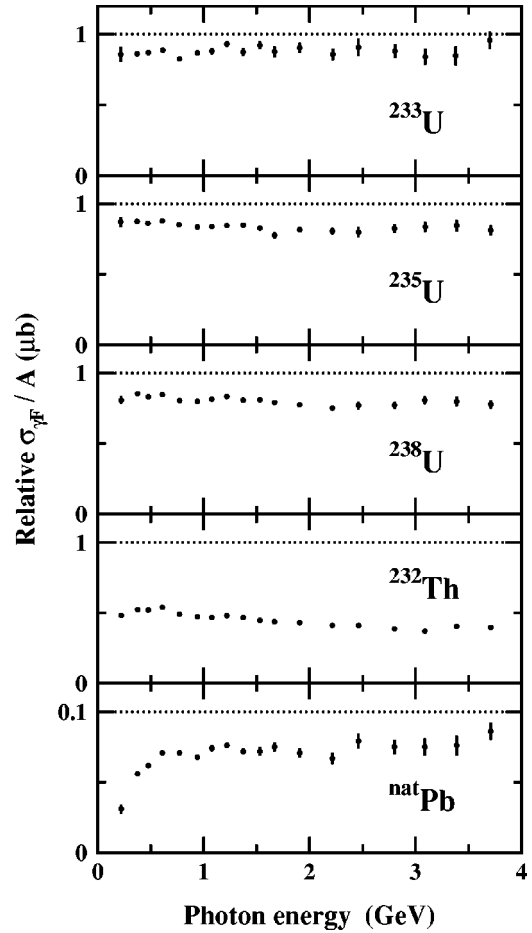 Relative σγF / A (μb)
1
233U
0
1
235U
0
1
238U
0
1
232Th
0
0.1
natPb
0
0 1 2 3 4
Photon energy (GeV)